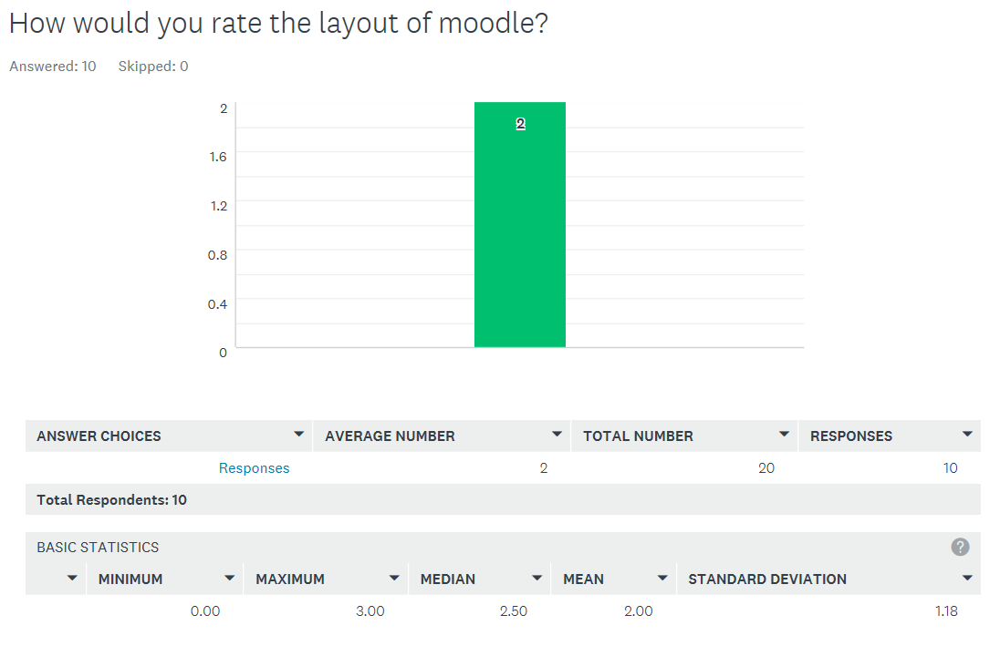 How would you rate the layout of moodle?
Answered: 10 Skipped: 0
2
2
1.6
1.2
0.8
0.4
0
ANSWER CHOICES AVERAGE NUMBER TOTAL NUMBER RESPONSES
Responses 2 20 10
Total Respondents: 10
BASIC STATISTICS ?
MINIMUM MAXIMUM MEDIAN MEAN STANDARD DEVIATION
0.00 3.00 2.50 2.00 1.18